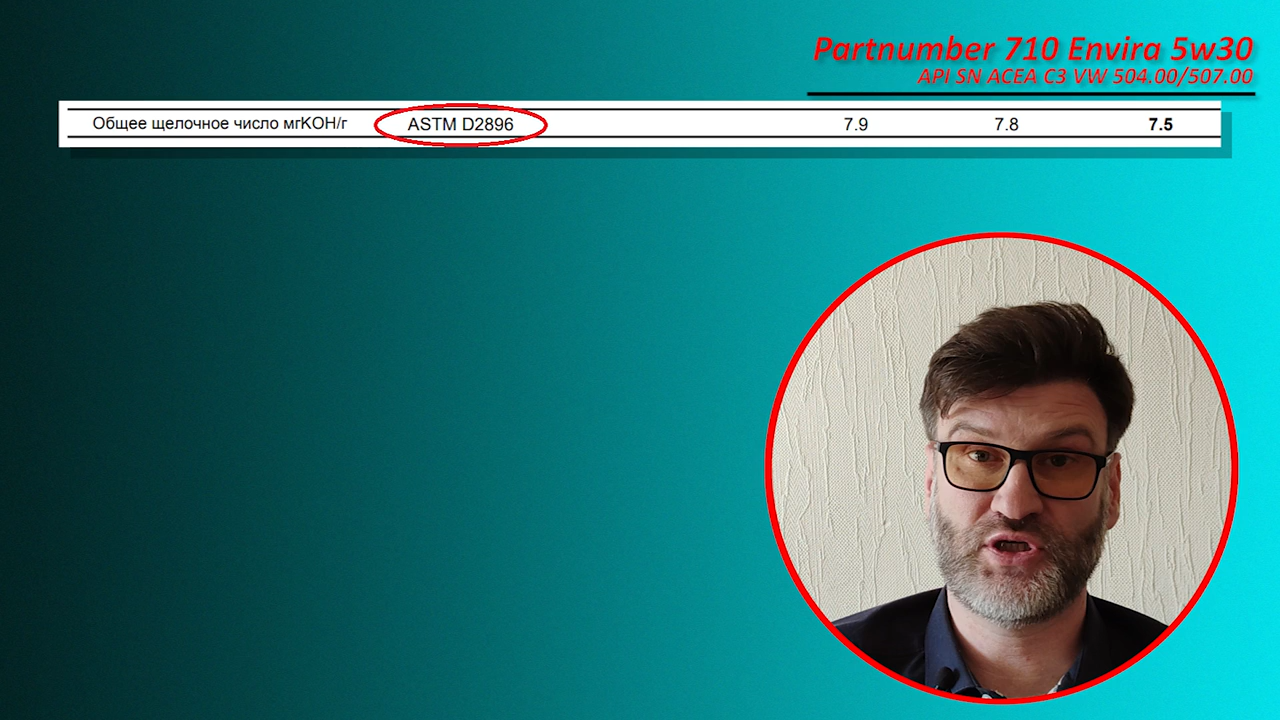 Partnumber 710 Envira 5w30
API SN ACEA C3 VW 504.00/507.00
Общее щелочное число мгКОН/г ASTM D2896 7.9 7.8 7.5